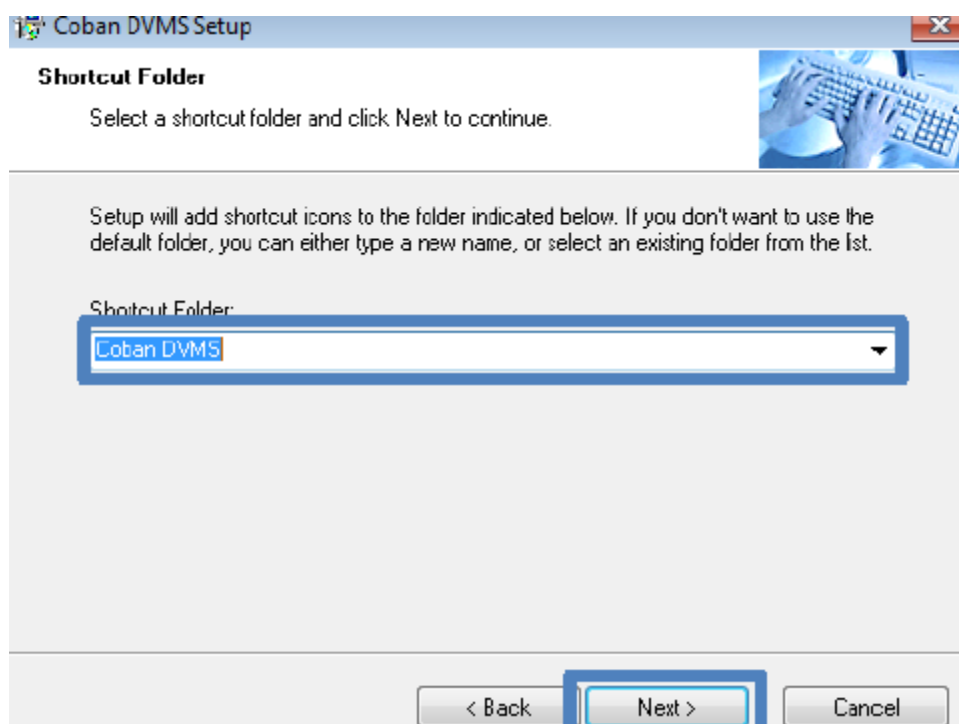 Coban DVMS Setup
Shortcut Folder
Select a shortcut folder and click Next to continue.
Setup will add shortcut icons to the folder indicated below. If you don't want to use the
default folder, you can either type a new name, or select an existing folder from the list.
Shortcut Folder:
Coban DVMS
< Back
Next >
Cancel